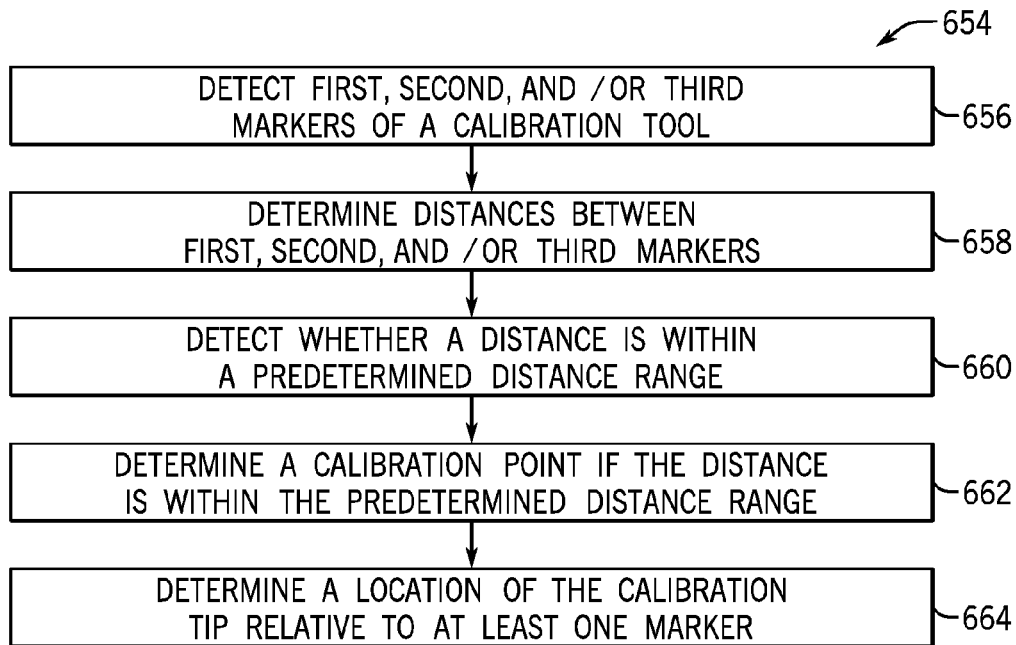 654
DETECT FIRST, SECOND, AND /OR THIRD
MARKERS OF A CALIBRATION TOOL
656
DETERMINE DISTANCES BETWEEN
FIRST, SECOND, AND /OR THIRD MARKERS
658
DETECT WHETHER A DISTANCE IS WITHIN
A PREDETERMINED DISTANCE RANGE
660
DETERMINE A CALIBRATION POINT IF THE DISTANCE
IS WITHIN THE PREDETERMINED DISTANCE RANGE
662
DETERMINE A LOCATION OF THE CALIBRATION
TIP RELATIVE TO AT LEAST ONE MARKER
664